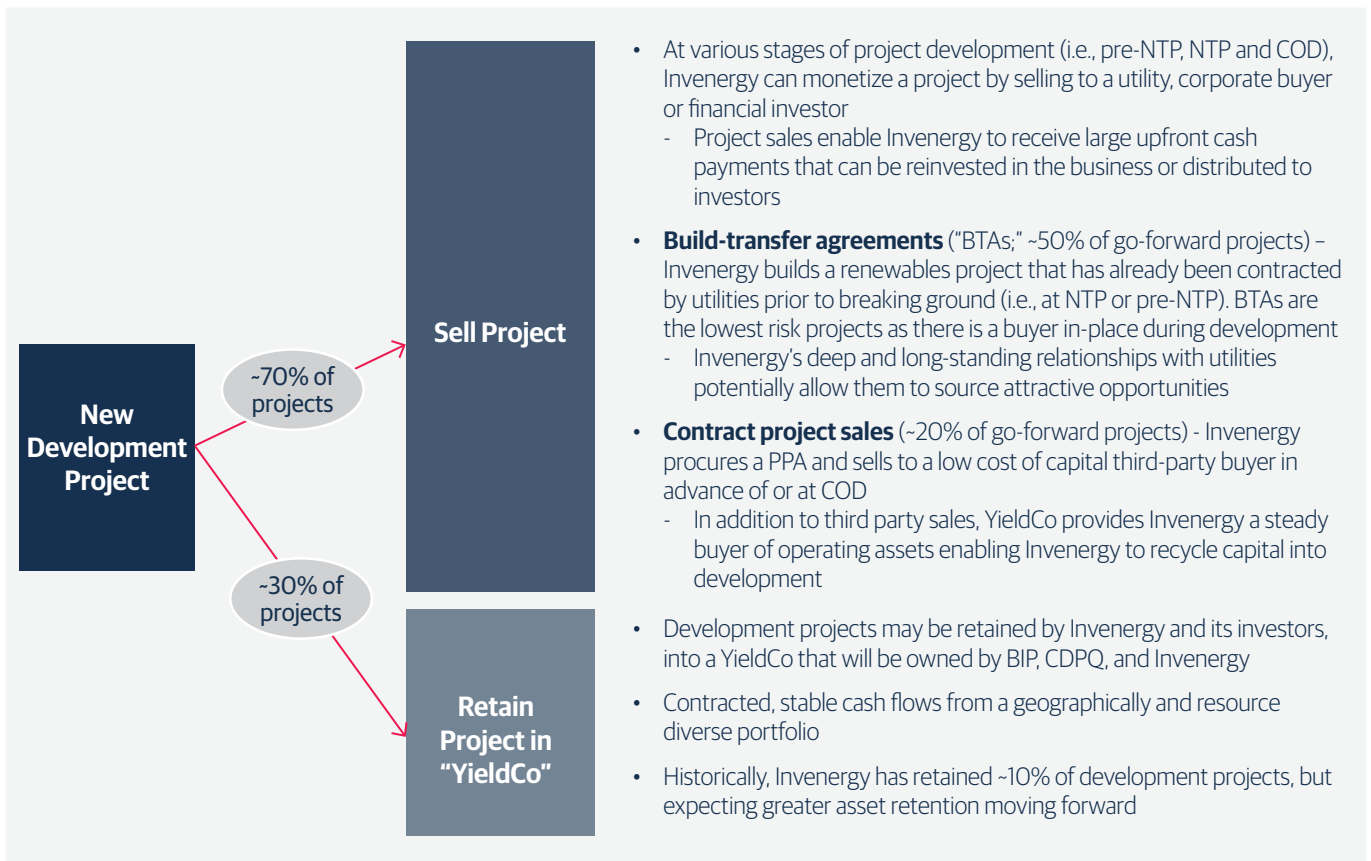 New
Development
Project
~70% of
projects
~30% of
projects
Sell Project
• At various stages of project development (i.e., pre-NTP, NTP and COD),
Invenergy can monetize a project by selling to a utility, corporate buyer
or financial investor
- Project sales enable Invenergy to receive large upfront cash
payments that can be reinvested in the business or distributed to
investors
• Build-transfer agreements (“BTAs;” ~50% of go-forward projects) –
Invenergy builds a renewables project that has already been contracted
by utilities prior to breaking ground (i.e., at NTP or pre-NTP). BTAs are
the lowest risk projects as there is a buyer in-place during development
- Invenergy’s deep and long-standing relationships with utilities
potentially allow them to source attractive opportunities
• Contract project sales (~20% of go-forward projects) - Invenergy
procures a PPA and sells to a low cost of capital third-party buyer in
advance of or at COD
- In addition to third party sales, YieldCo provides Invenergy a steady
buyer of operating assets enabling Invenergy to recycle capital into
development
Retain
Project in
“YieldCo”
• Development projects may be retained by Invenergy and its investors,
into a YieldCo that will be owned by BIP, CDPQ, and Invenergy
• Contracted, stable cash flows from a geographically and resource
diverse portfolio
• Historically, Invenergy has retained ~10% of development projects, but
expecting greater asset retention moving forward